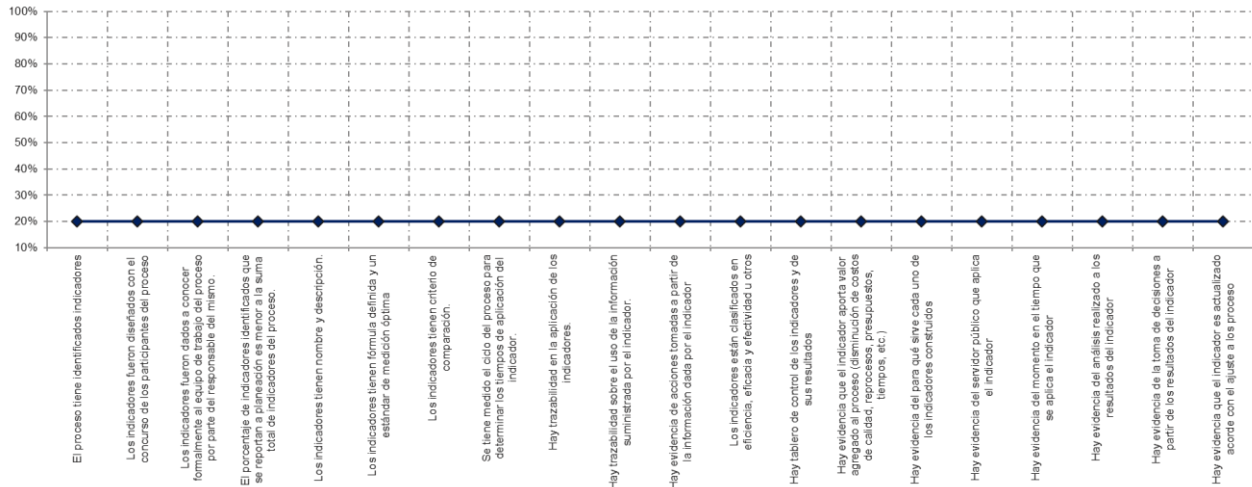 100%
90%
80%
70%
60%
50%
40%
30%
20%
10%
El proceso tiene identificados indicadores
Los indicadores fueron diseñados con el
concurso de los participantes del proceso
Los indicadores fueron dados a conocer
formalmente al equipo de trabajo del proceso
por parte del responsable del mismo.
El porcentaje de indicadores identificados que
se reportan a planeación es menor a la suma
total de indicadores del proceso.
Los indicadores tienen nombre y descripción.
Los indicadores tienen fórmula definida y un
estándar de medición óptima
Los indicadores tienen criterio de
comparación.
Se tiene medido el ciclo del proceso para
determinar los tiempos de aplicación del
indicador.
Hay trazabilidad en la aplicación de los
indicadores.
Hay trazabilidad sobre el uso de la información
suministrada por el indicador.
Hay evidencia de acciones tomadas a partir de
la información dada por el indicador
Los indicadores están clasificados en
eficiencia, eficacia y efectividad u otros
Hay tablero de control de los indicadores y de
sus resultados
Hay evidencia que el indicador aporta valor
agregado al proceso (disminución de costos
de calidad, reprocesos, presupuestos,
tiempos, etc.)
Hay evidencia del para qué sirve cada uno de
los indicadores construidos
Hay evidencia del servidor público que aplica
el indicador
Hay evidencia del momento en el tiempo que
se aplica el indicador
Hay evidencia del análisis realizado a los
resultados del indicador
Hay evidencia de la toma de decisiones a
partir de los resultados del indicador
Hay evidencia que el indicador es actualizado
acorde con el ajuste a los proceso